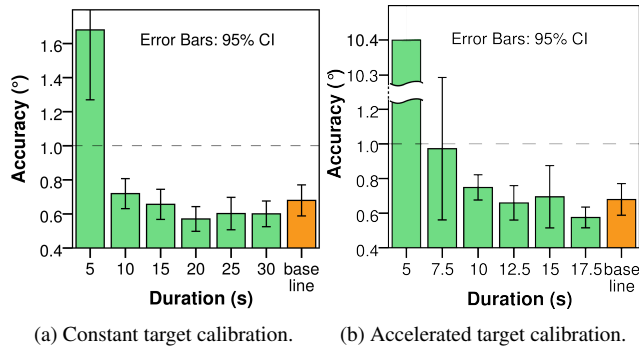 Error Bars: 95% CI
Accuracy (°)
1.6
1.4
1.2
1.0
0.8
0.6
0.4
5 10 15 20 25 30 base line
Duration (s)
(a) Constant target calibration.
Error Bars: 95% CI
Accuracy (°)
10.4
10.3
1.2
1.0
0.8
0.6
0.4
5 7.5 10 12.5 15 17.5 base line
Duration (s)
(b) Accelerated target calibration.